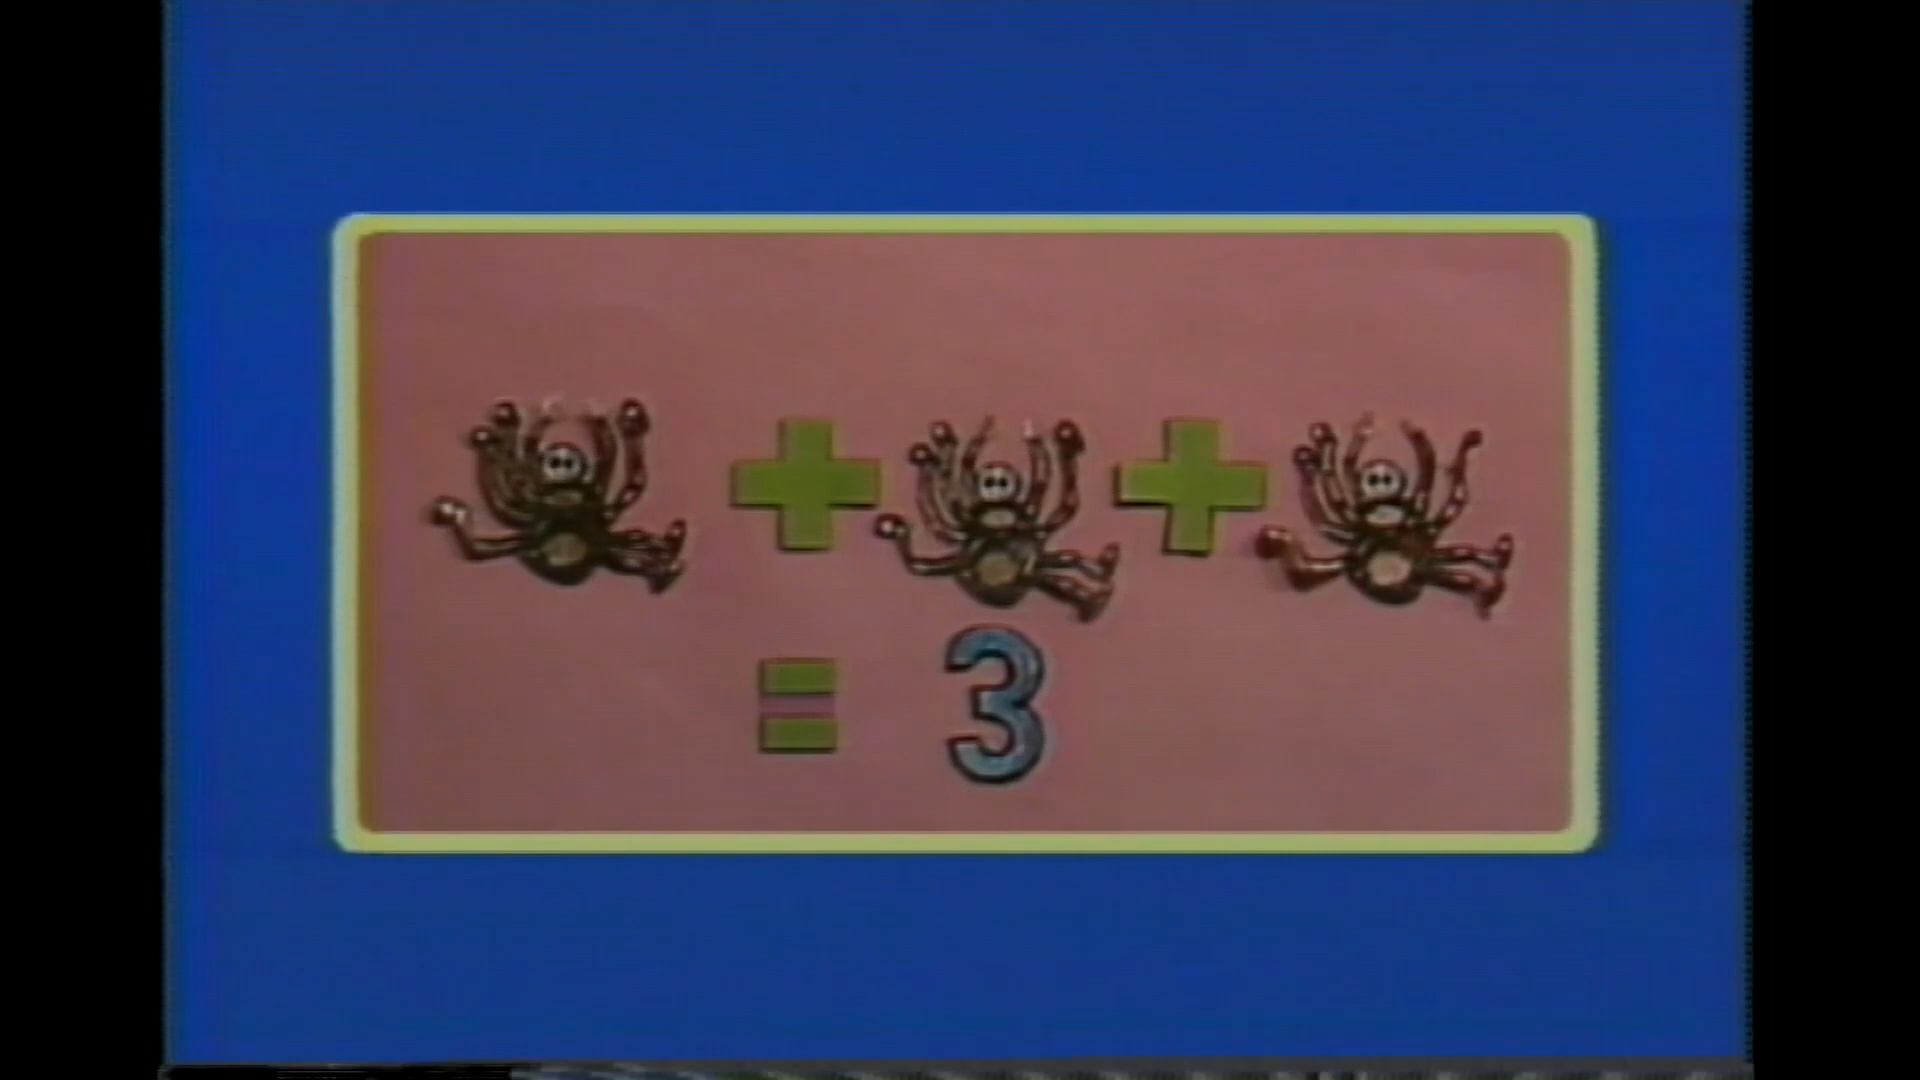 + +
= 3